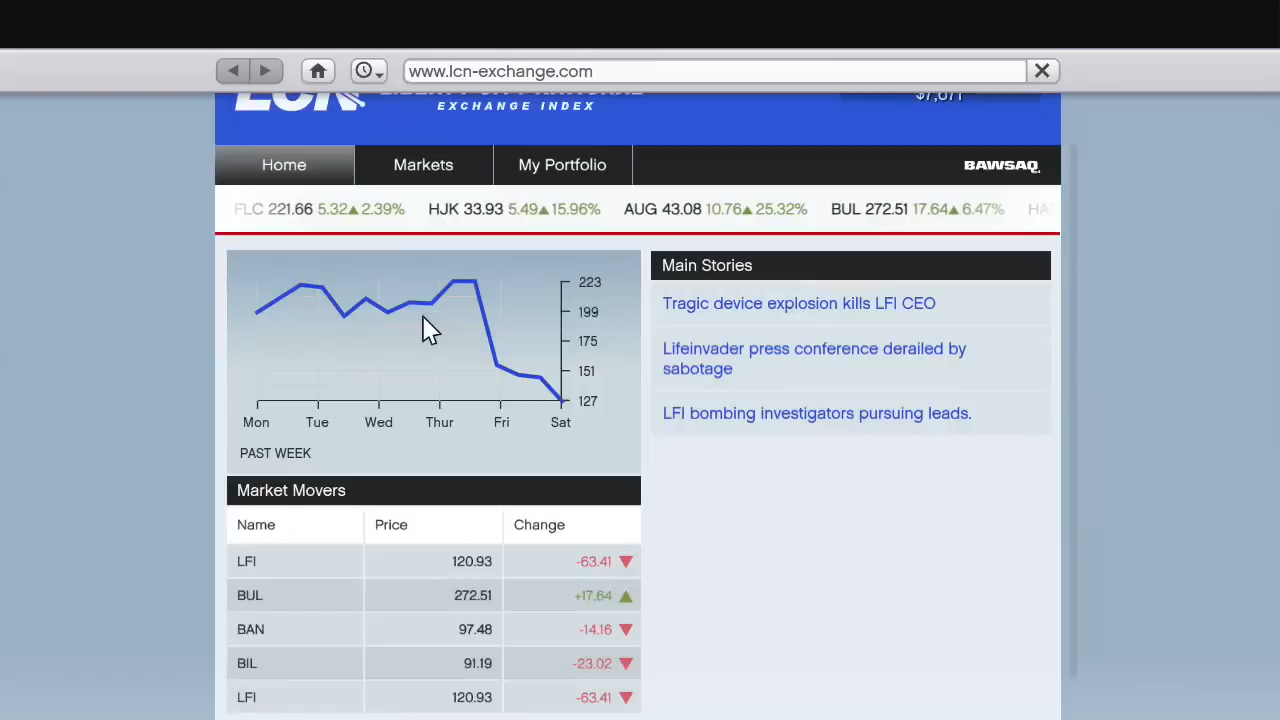 www.lcn-exchange.com
LCN
EXCHANGE INDEX
$7,671
Home
Markets
My Portfolio
BAWSAQ
FLC 221.66 5.32▲2.39%
HJK 33.93 5.49▲15.96%
AUG 43.08 10.76▲25.32%
BUL 272.51 17.64▲6.47%
223
199
175
151
127
Mon Tue Wed Thur Fri Sat
PAST WEEK
Market Movers
Name Price Change
LFI 120.93 -63.41 ▼
BUL 272.51 +17.64 ▲
BAN 97.48 -14.16 ▼
BIL 91.19 -23.02 ▼
LFI 120.93 -63.41 ▼
Main Stories
Tragic device explosion kills LFI CEO
Lifeinvader press conference derailed by
sabotage
LFI bombing investigators pursuing leads.